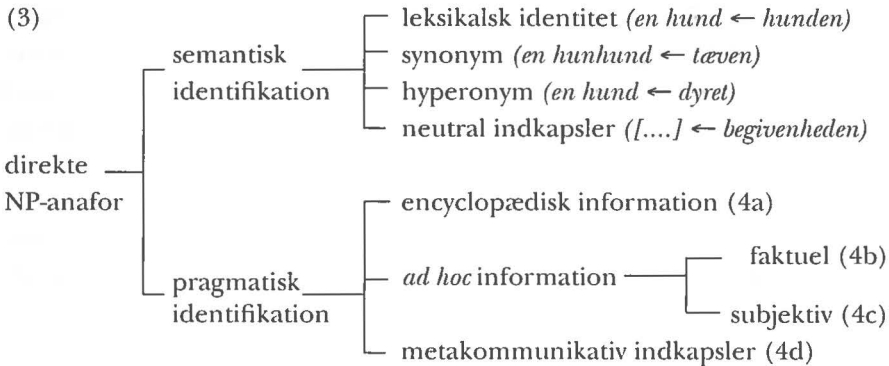 (3)
leksikalsk identitet (en hund ← hunden)
semantisk
identifikation
synonym (en hunhund ← tæven)
hyperonym (en hund ← dyret)
neutral indkapsler ([....] ← begivenheden)
direkte
NP-anafor
encyclopædisk information (4a)
pragmatisk
identifikation
ad hoc information
faktuel (4b)
subjektiv (4c)
metakommunikativ indkapsler (4d)